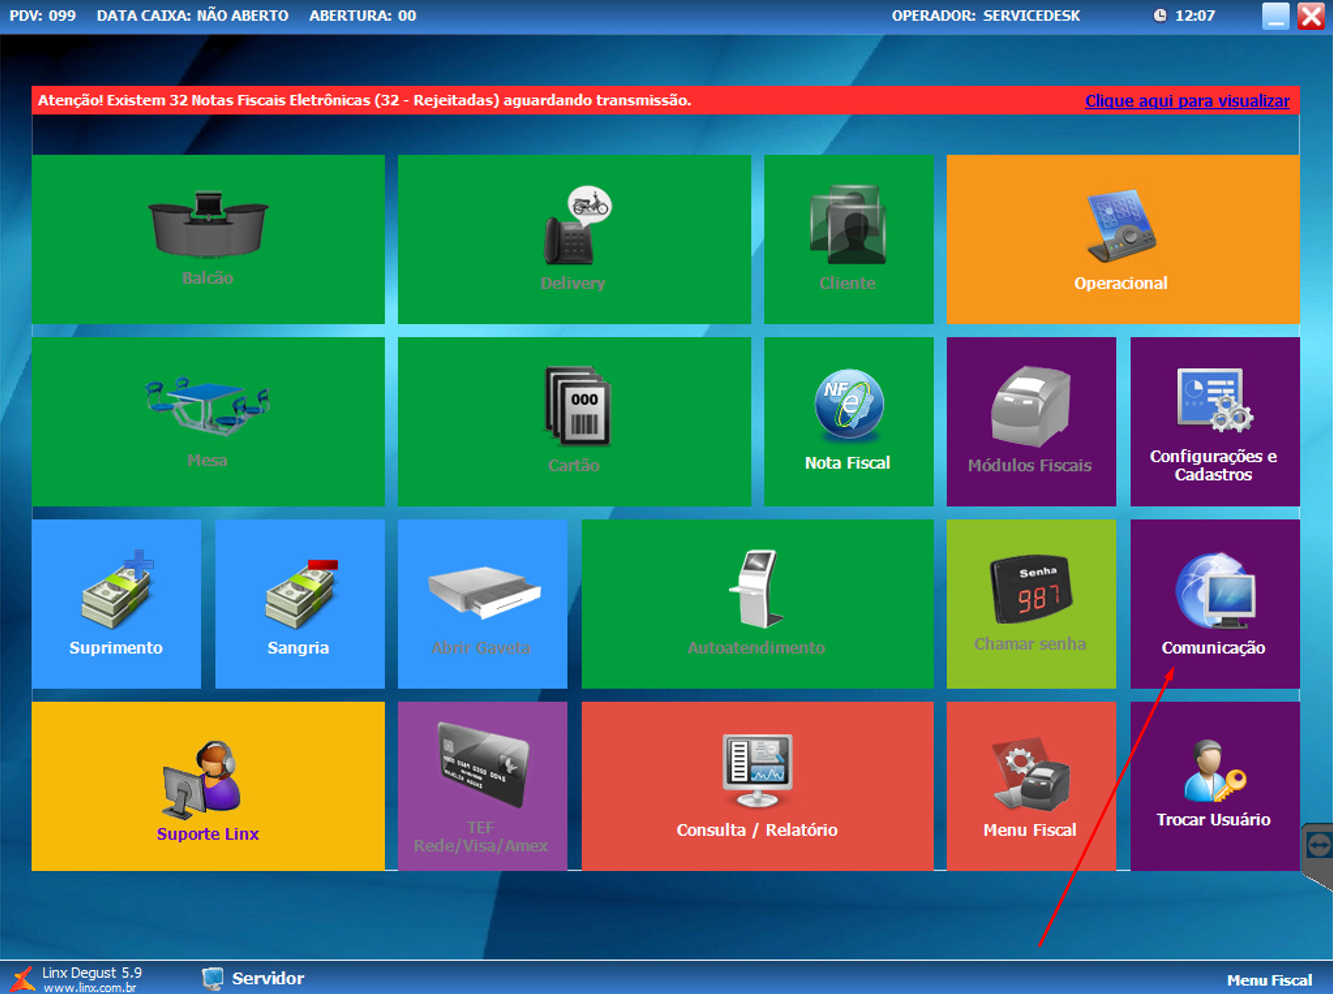 PDV: 099 DATA CAIXA: NÃO ABERTO ABERTURA: 00 OPERADOR: SERVICEDESK 12:07
Atenção! Existem 32 Notas Fiscais Eletrônicas (32 - Rejeitadas) aguardando transmissão. Clique aqui para visualizar
Balcão
Delivery
Cliente
Operacional
Mesa
000
Cartão
NF
e
Nota Fiscal
Módulos Fiscais
Configurações e
Cadastros
Suprimento
Sangria
Abrir Gaveta
Autoatendimento
Senha
987
Chamar senha
Comunicação
Suporte Linx
TEF
Rede/Visa/Amex
Consulta / Relatório
Menu Fiscal
Trocar Usuário
Linx Degust 5.9
www.linx.com.br
Servidor
Menu Fiscal